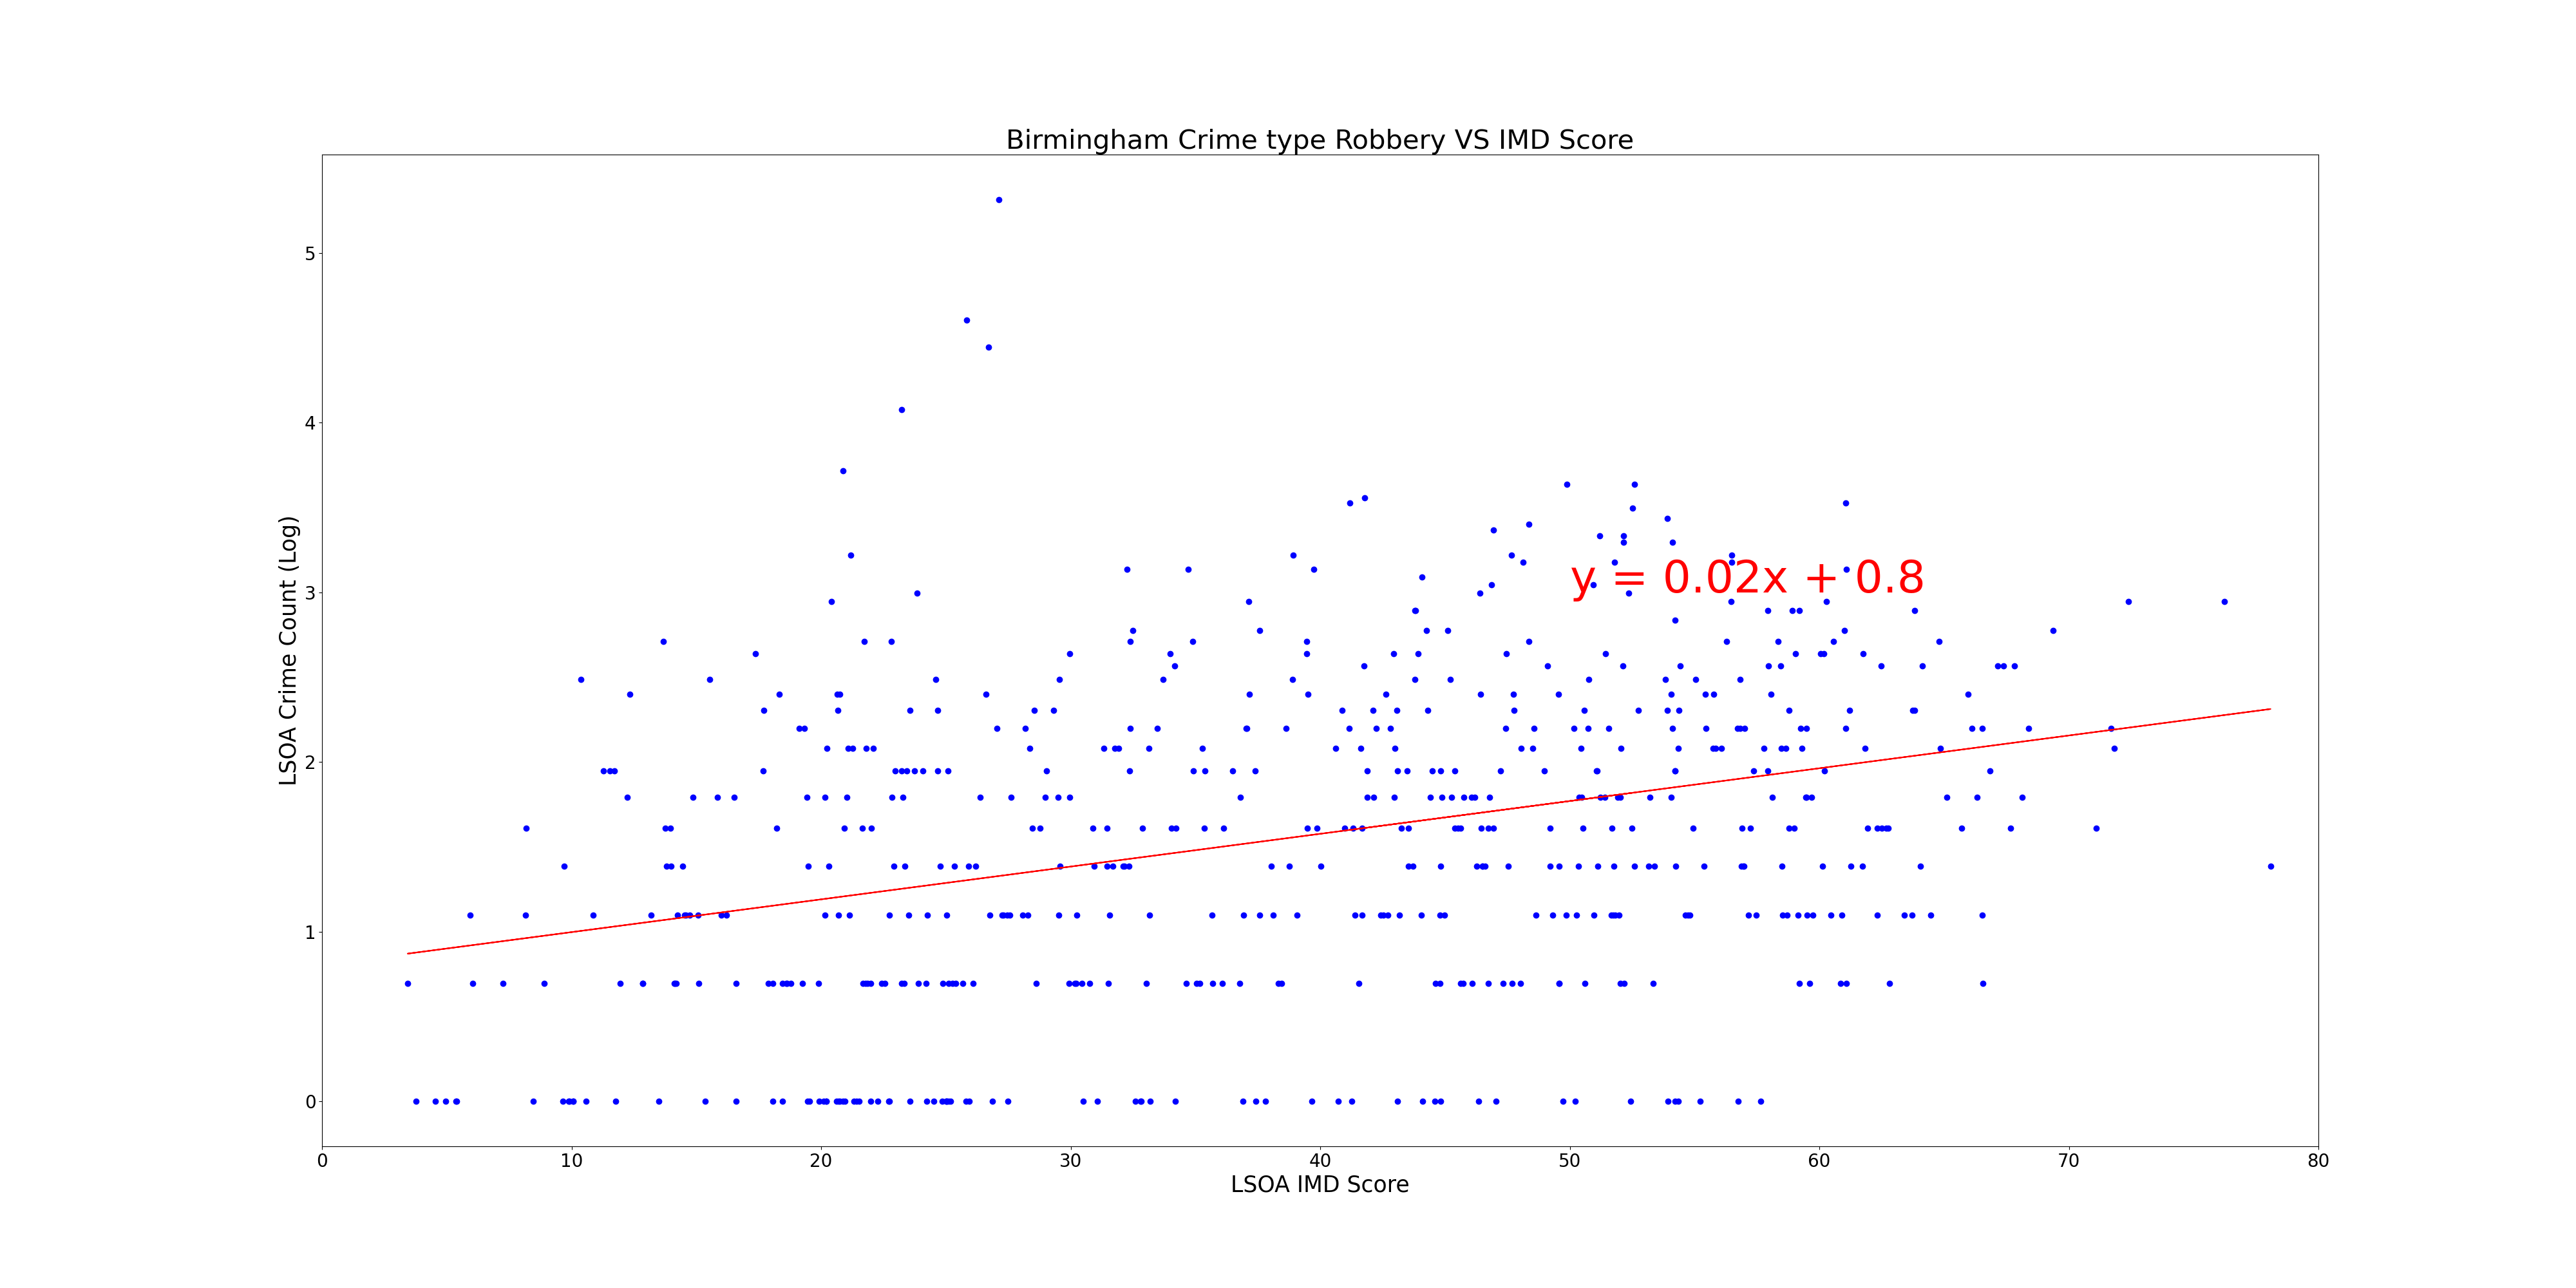 Birmingham Crime type Robbery VS IMD Score
LSOA Crime Count (Log)
5
4
3
2
1
0
y = 0.02x + 0.8
0 10 20 30 40 50 60 70 80
LSOA IMD Score